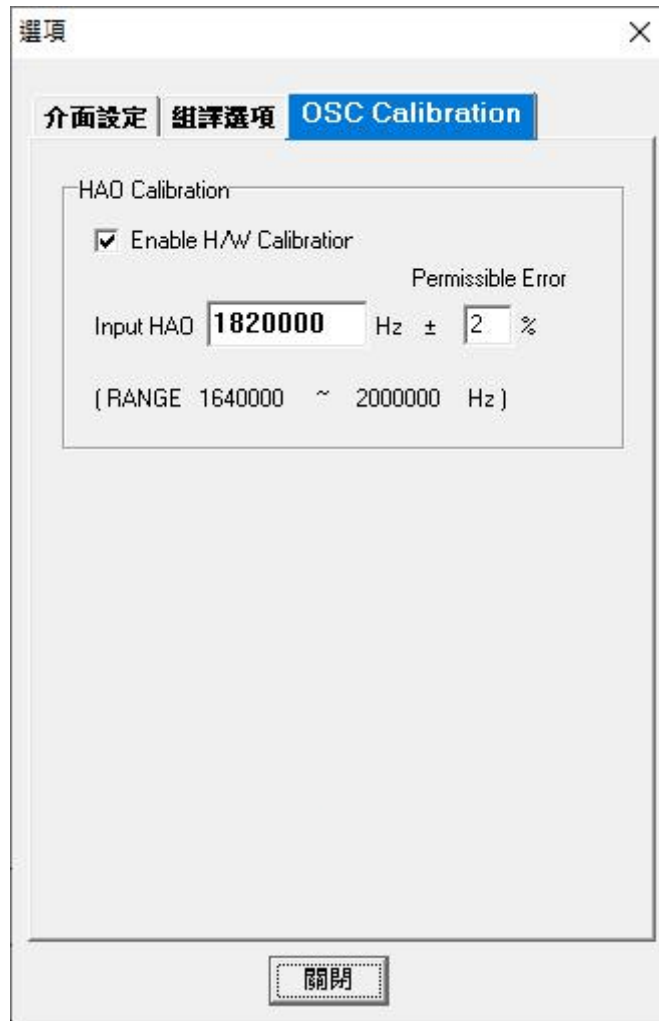 選項
介面設定 組譯選項 OSC Calibration
HAO Calibration
Enable H/W Calibration
Permissible Error
Input HAO 1820000 Hz ± 2 %
( RANGE 1640000 ~ 2000000 Hz )
關閉